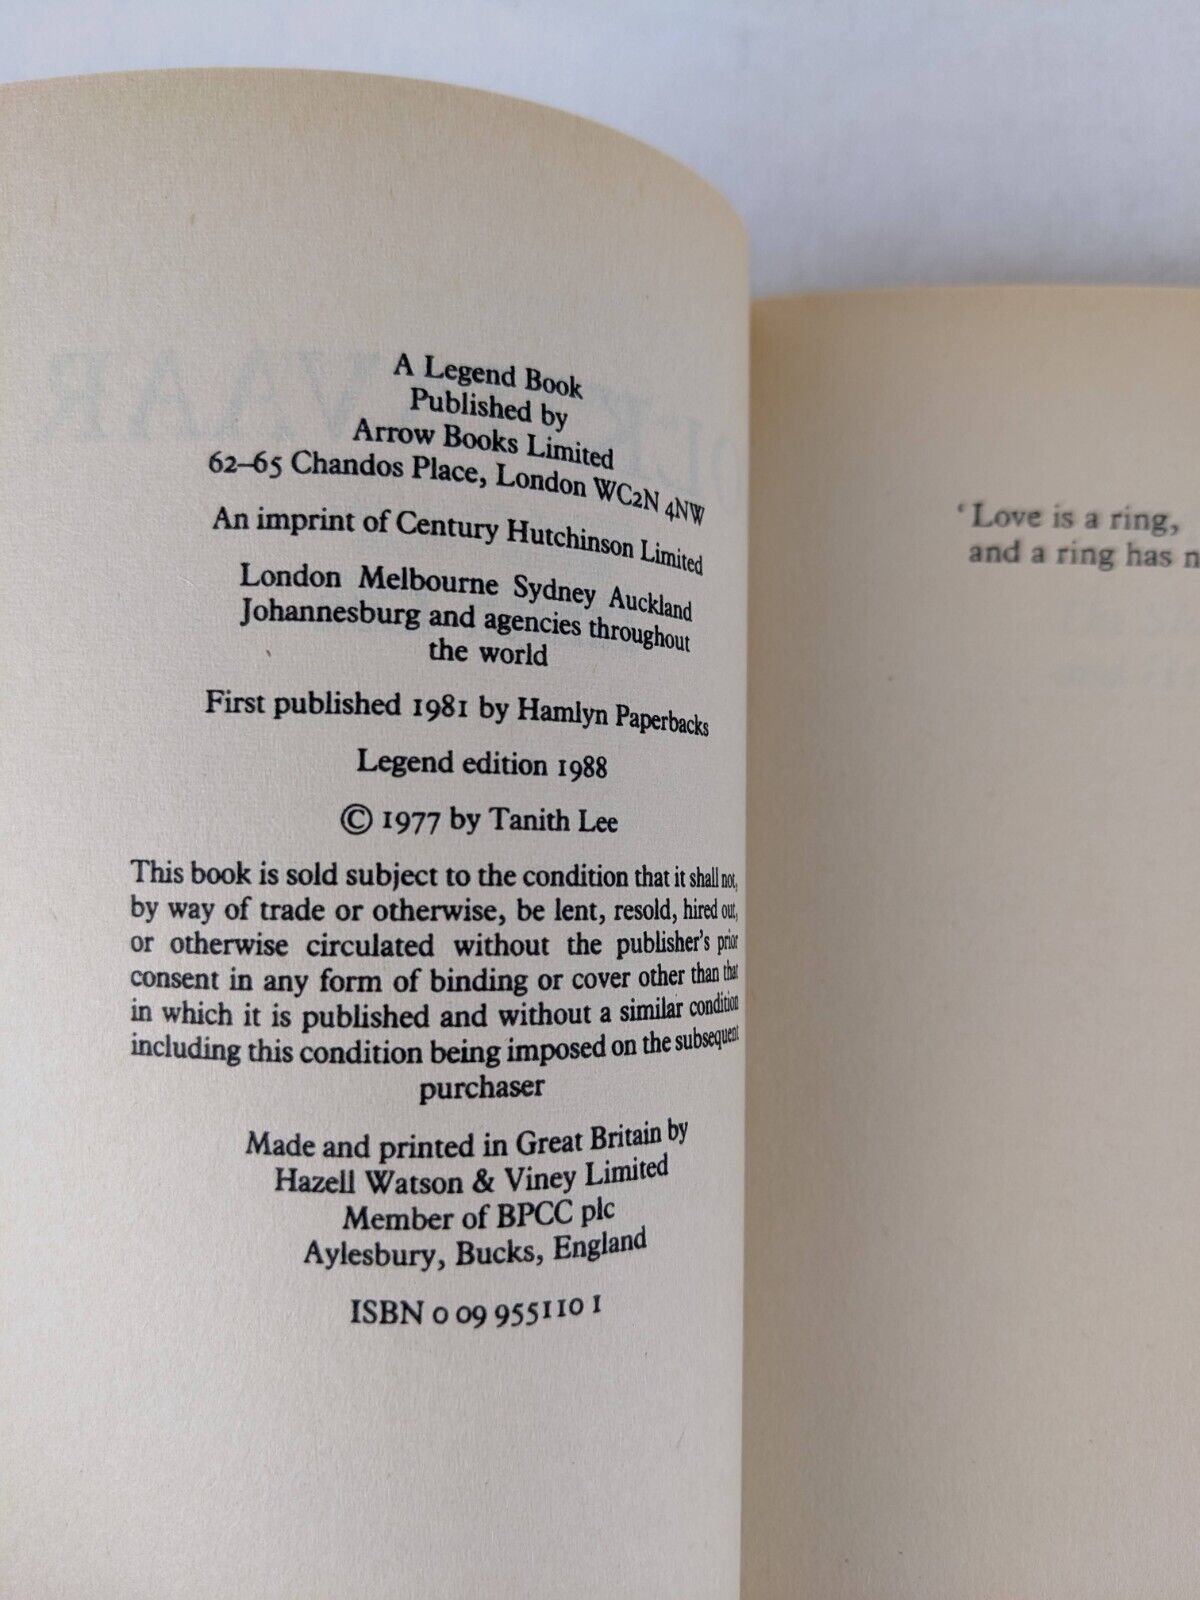 A Legend Book
Published by
Arrow Books Limited
62–65 Chandos Place, London WC2N 4NW
An imprint of Century Hutchinson Limited
London Melbourne Sydney Auckland
Johannesburg and agencies throughout
the world
First published 1981 by Hamlyn Paperbacks
Legend edition 1988
© 1977 by Tanith Lee
This book is sold subject to the condition that it shall not,
by way of trade or otherwise, be lent, resold, hired out,
or otherwise circulated without the publisher's prior
consent in any form of binding or cover other than that
in which it is published and without a similar condition
including this condition being imposed on the subsequent
purchaser
Made and printed in Great Britain by
Hazell Watson & Viney Limited
Member of BPCC plc
Aylesbury, Bucks, England
ISBN 0 09 955110 1
‘Love is a ring,
and a ring has